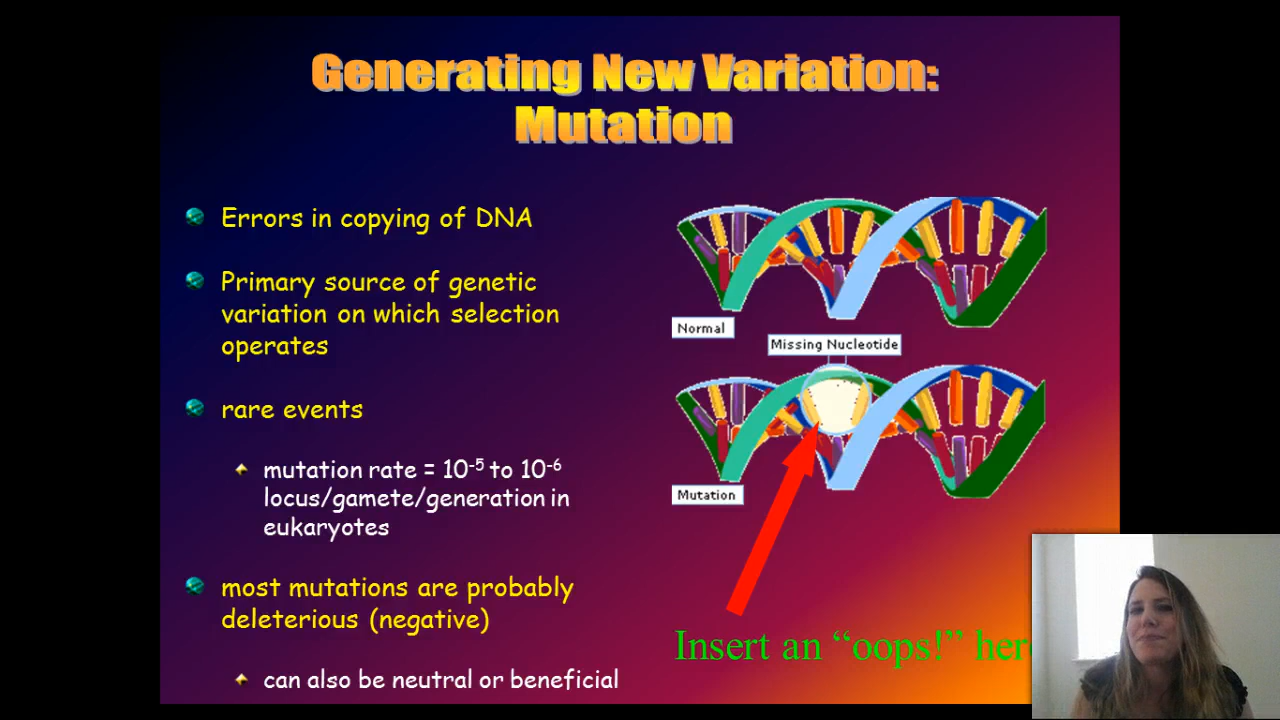 Generating New Variation:
Mutation
Errors in copying of DNA
Primary source of genetic
variation on which selection
operates
rare events
mutation rate = 10⁻⁵ to 10⁻⁶
locus/gamete/generation in
eukaryotes
most mutations are probably
deleterious (negative)
can also be neutral or beneficial
Normal
Missing Nucleotide
Mutation
Insert an “oops!”